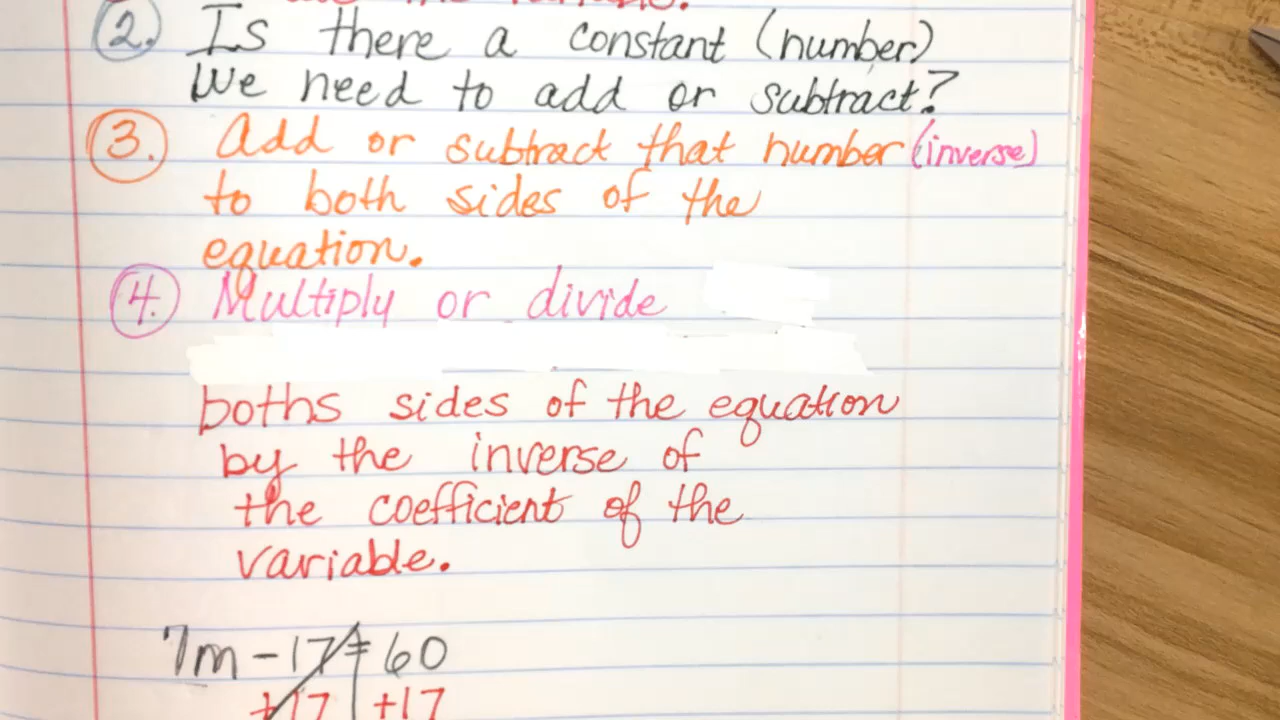 the variable.
2. Is there a constant (number)
We need to add or subtract?
3. Add or subtract that number (inverse)
to both sides of the
equation.
4. Multiply or divide
boths sides of the equation
by the inverse of
the coefficient of the
variable.
7m - 17 = 60
+17 +17